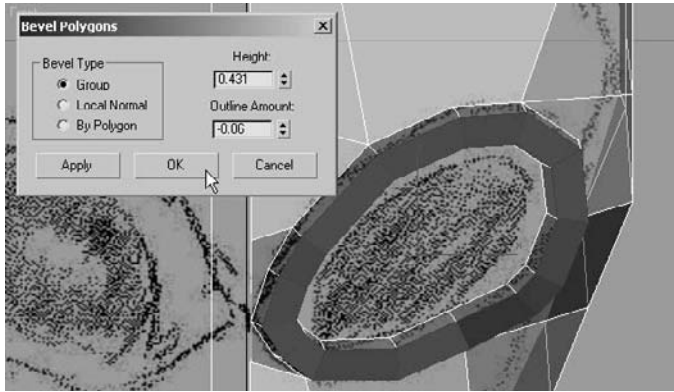 Bevel Polygons
Bevel Type
Group
Local Normal
By Polygon
Height:
0.431
Outline Amount:
-0.06
Apply
OK
Cancel